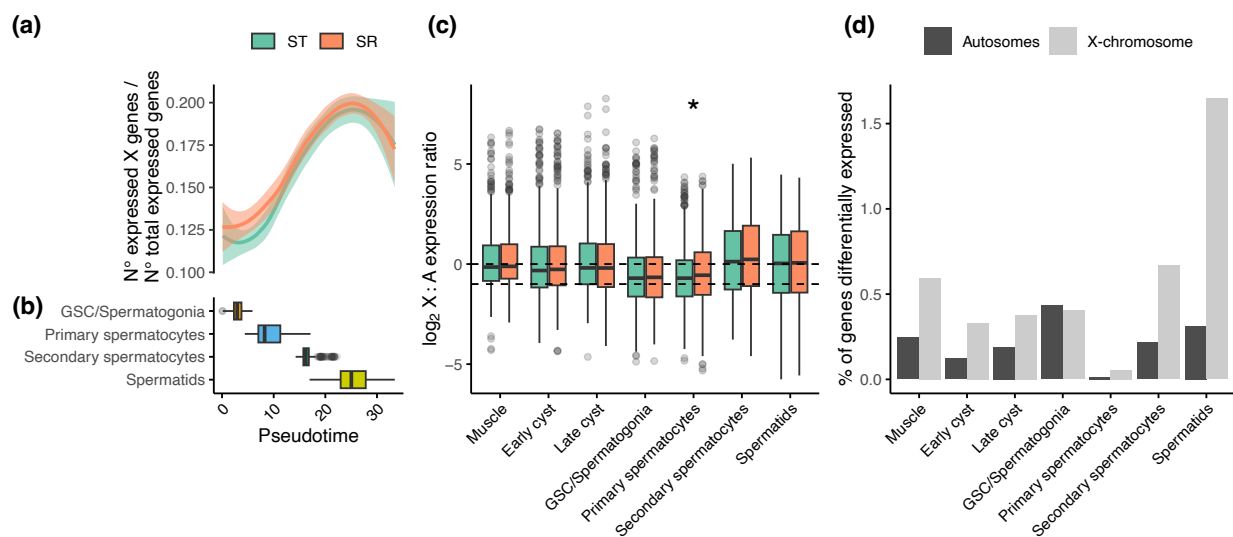 (a)
ST SR
N° expressed X genes /
N° total expressed genes
0.200
0.175
0.150
0.125
0.100
(b)
GSC/Spermatogonia
Primary spermatocytes
Secondary spermatocytes
Spermatids
0 10 20 30
Pseudotime
(c)
*
log₂ X : A expression ratio
5
0
−5
Muscle
Early cyst
Late cyst
GSC/Spermatogonia
Primary spermatocytes
Secondary spermatocytes
Spermatids
(d)
Autosomes X-chromosome
% of genes differentially expressed
1.5
1.0
0.5
0.0
Muscle
Early cyst
Late cyst
GSC/Spermatogonia
Primary spermatocytes
Secondary spermatocytes
Spermatids